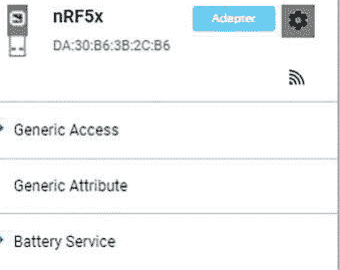 nRF5x
Adapter
DA:30:B6:3B:2C:B6
Generic Access
Generic Attribute
Battery Service